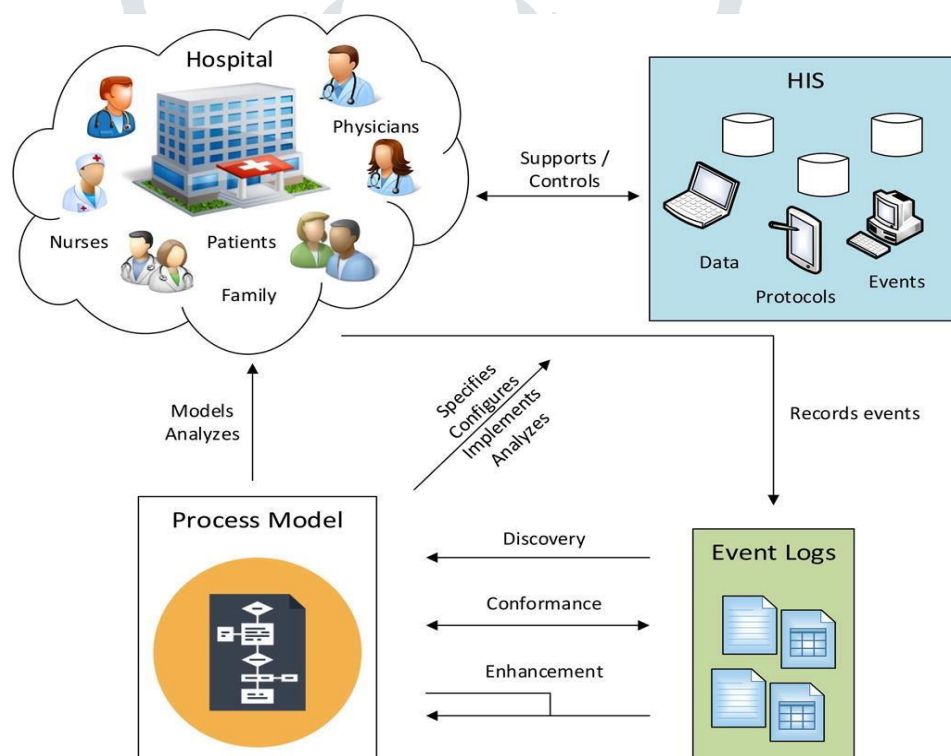 Hospital
Physicians
Nurses
Patients
Family
HIS
Data
Protocols
Events
Supports /
Controls
Models
Analyzes
Specifies
Configures
Implements
Analyzes
Records events
Process Model
Discovery
Conformance
Enhancement
Event Logs